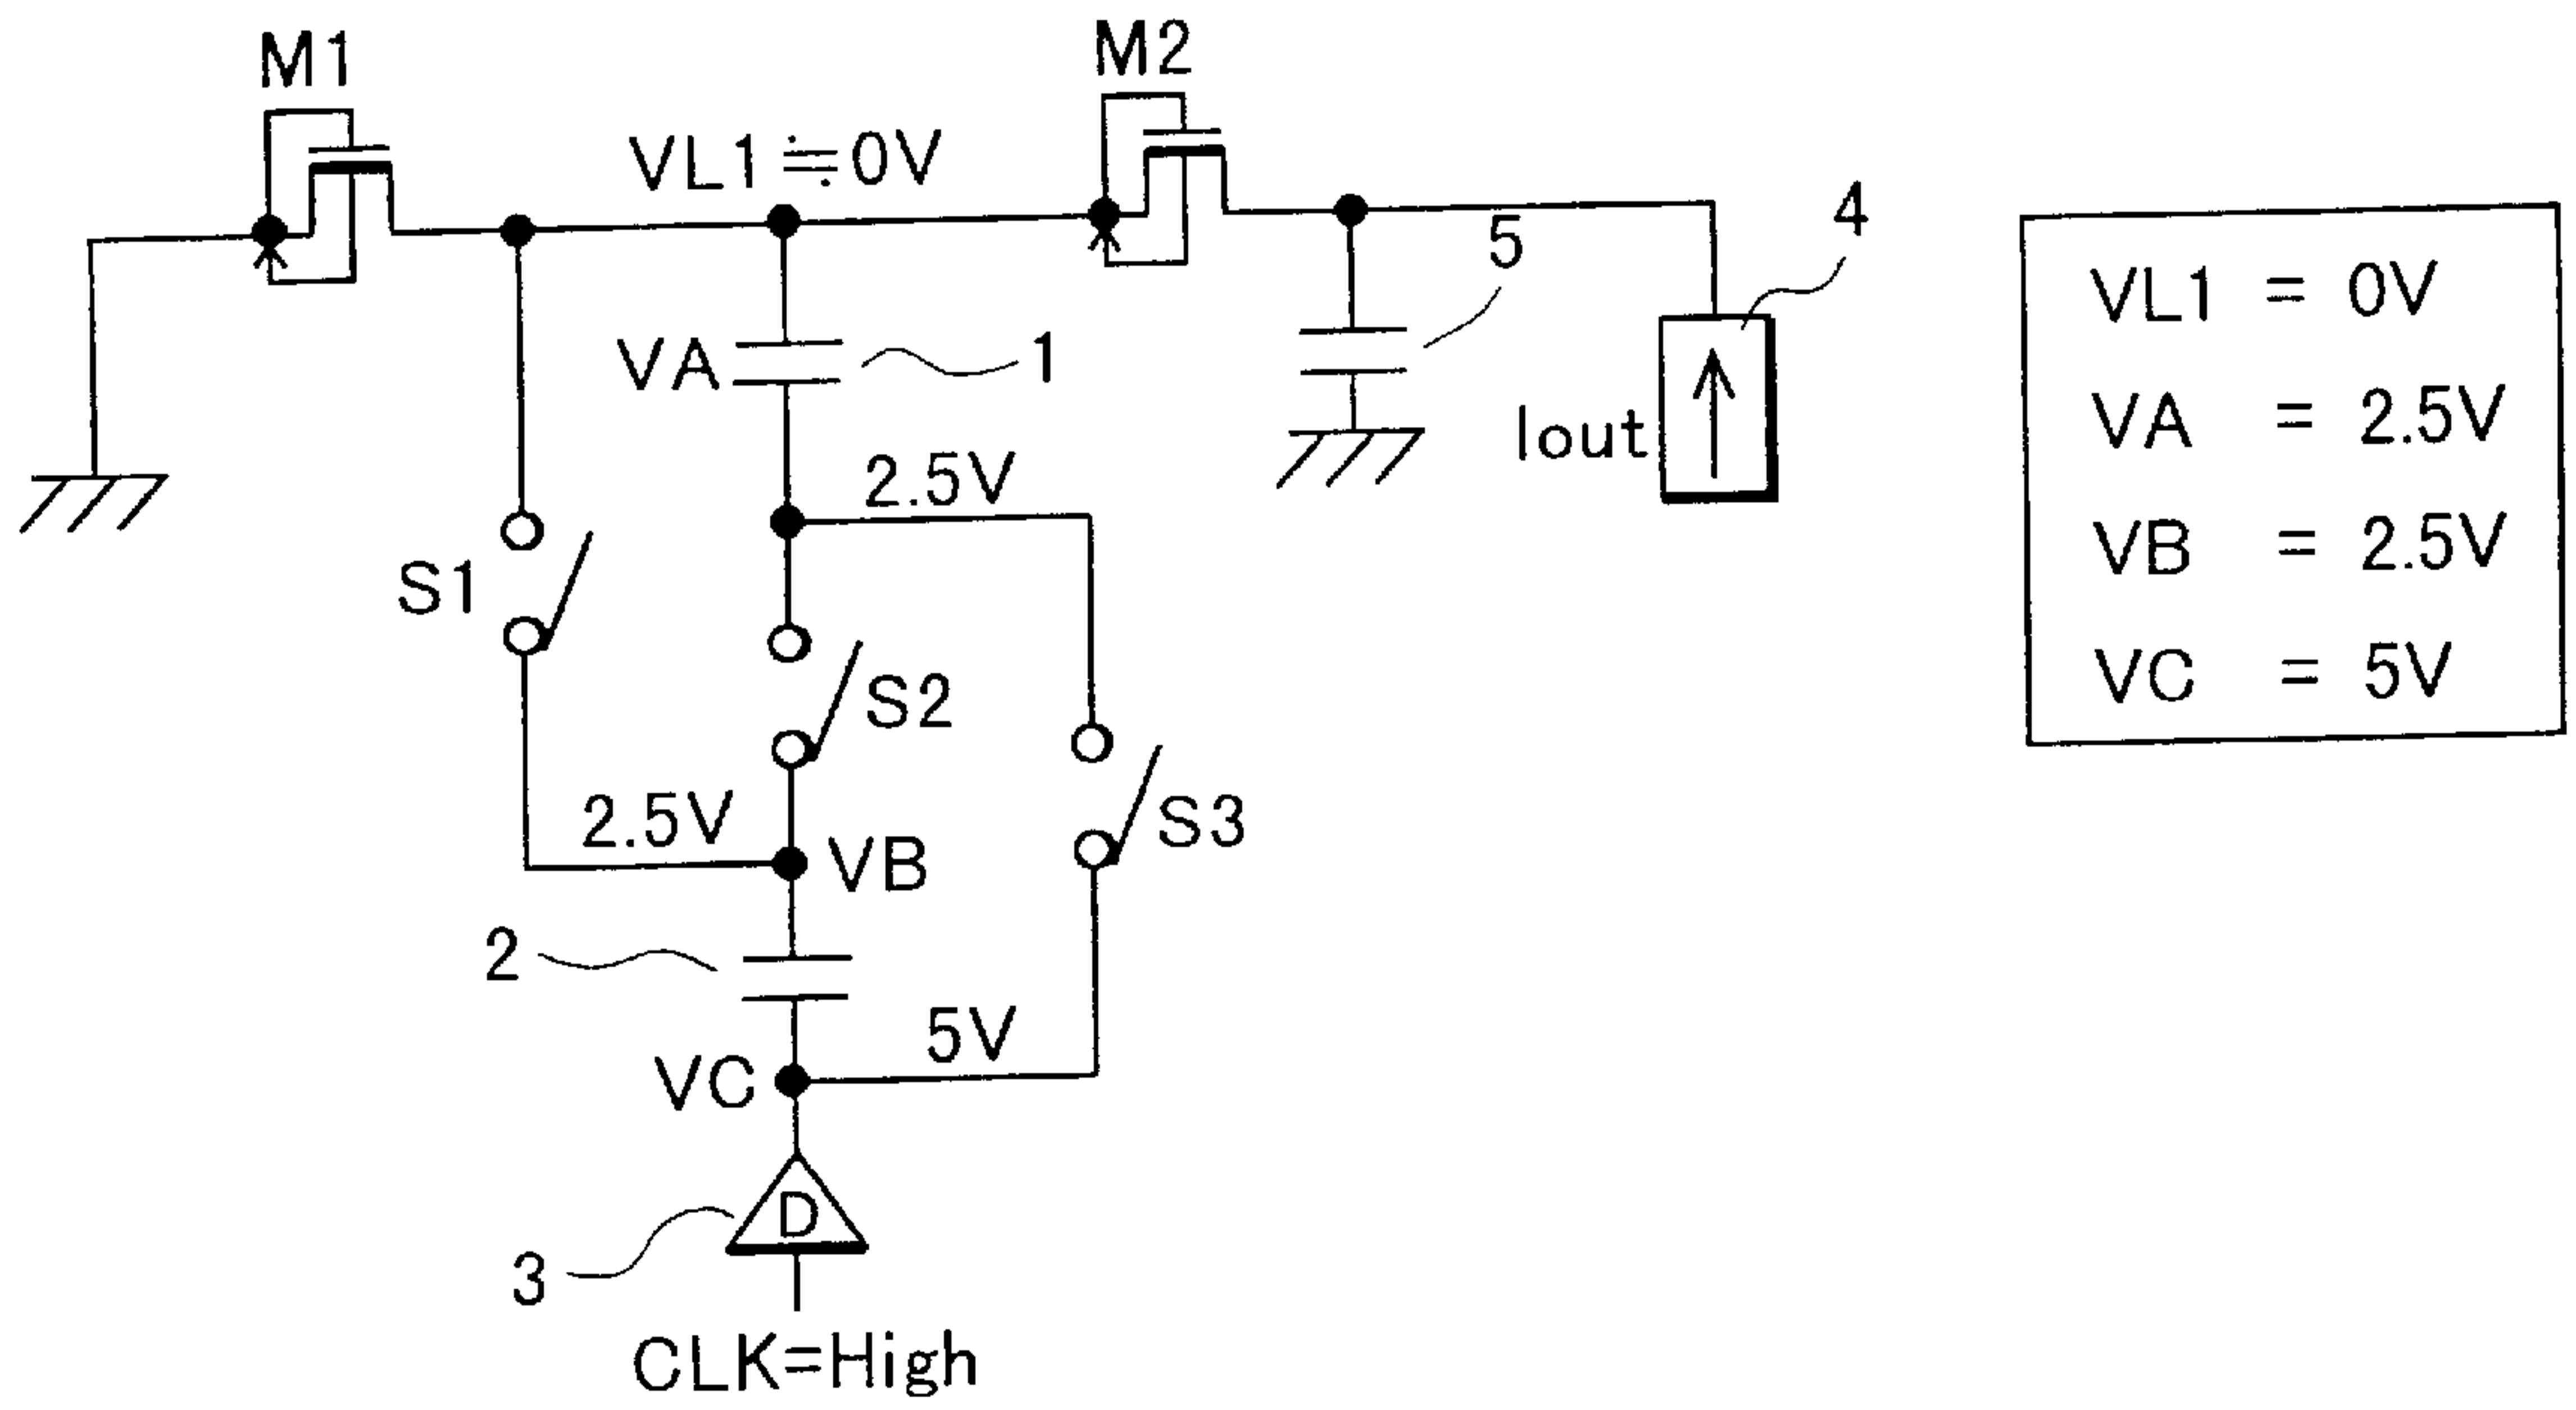 M1
M2
VL1≒0V
4
5
VA
1
Iout
2.5V
S1
S2
2.5V
VB
S3
2
5V
VC
D
3
CLK=High
VL1 = 0V
VA = 2.5V
VB = 2.5V
VC = 5V